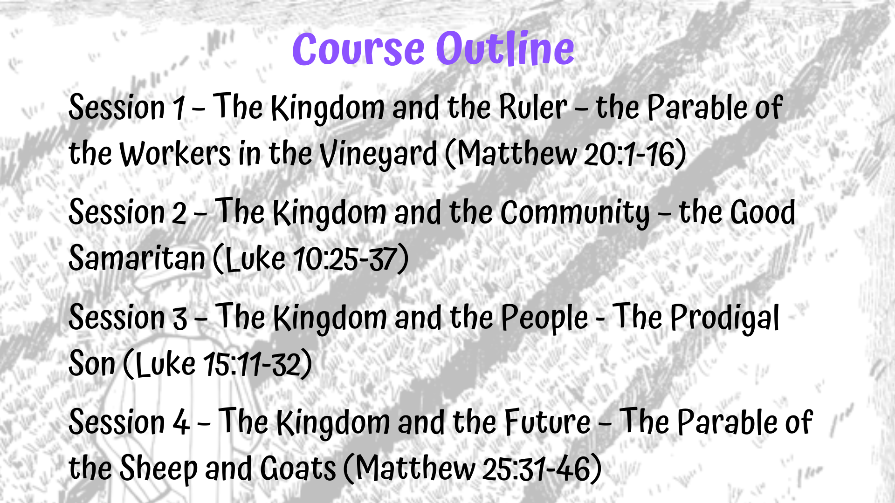 Course Outline
Session 1 – The Kingdom and the Ruler – the Parable of
the Workers in the Vineyard (Matthew 20:1-16)
Session 2 – The Kingdom and the Community – the Good
Samaritan (Luke 10:25-37)
Session 3 – The Kingdom and the People - The Prodigal
Son (Luke 15:11-32)
Session 4 – The Kingdom and the Future – The Parable of
the Sheep and Goats (Matthew 25:31-46)